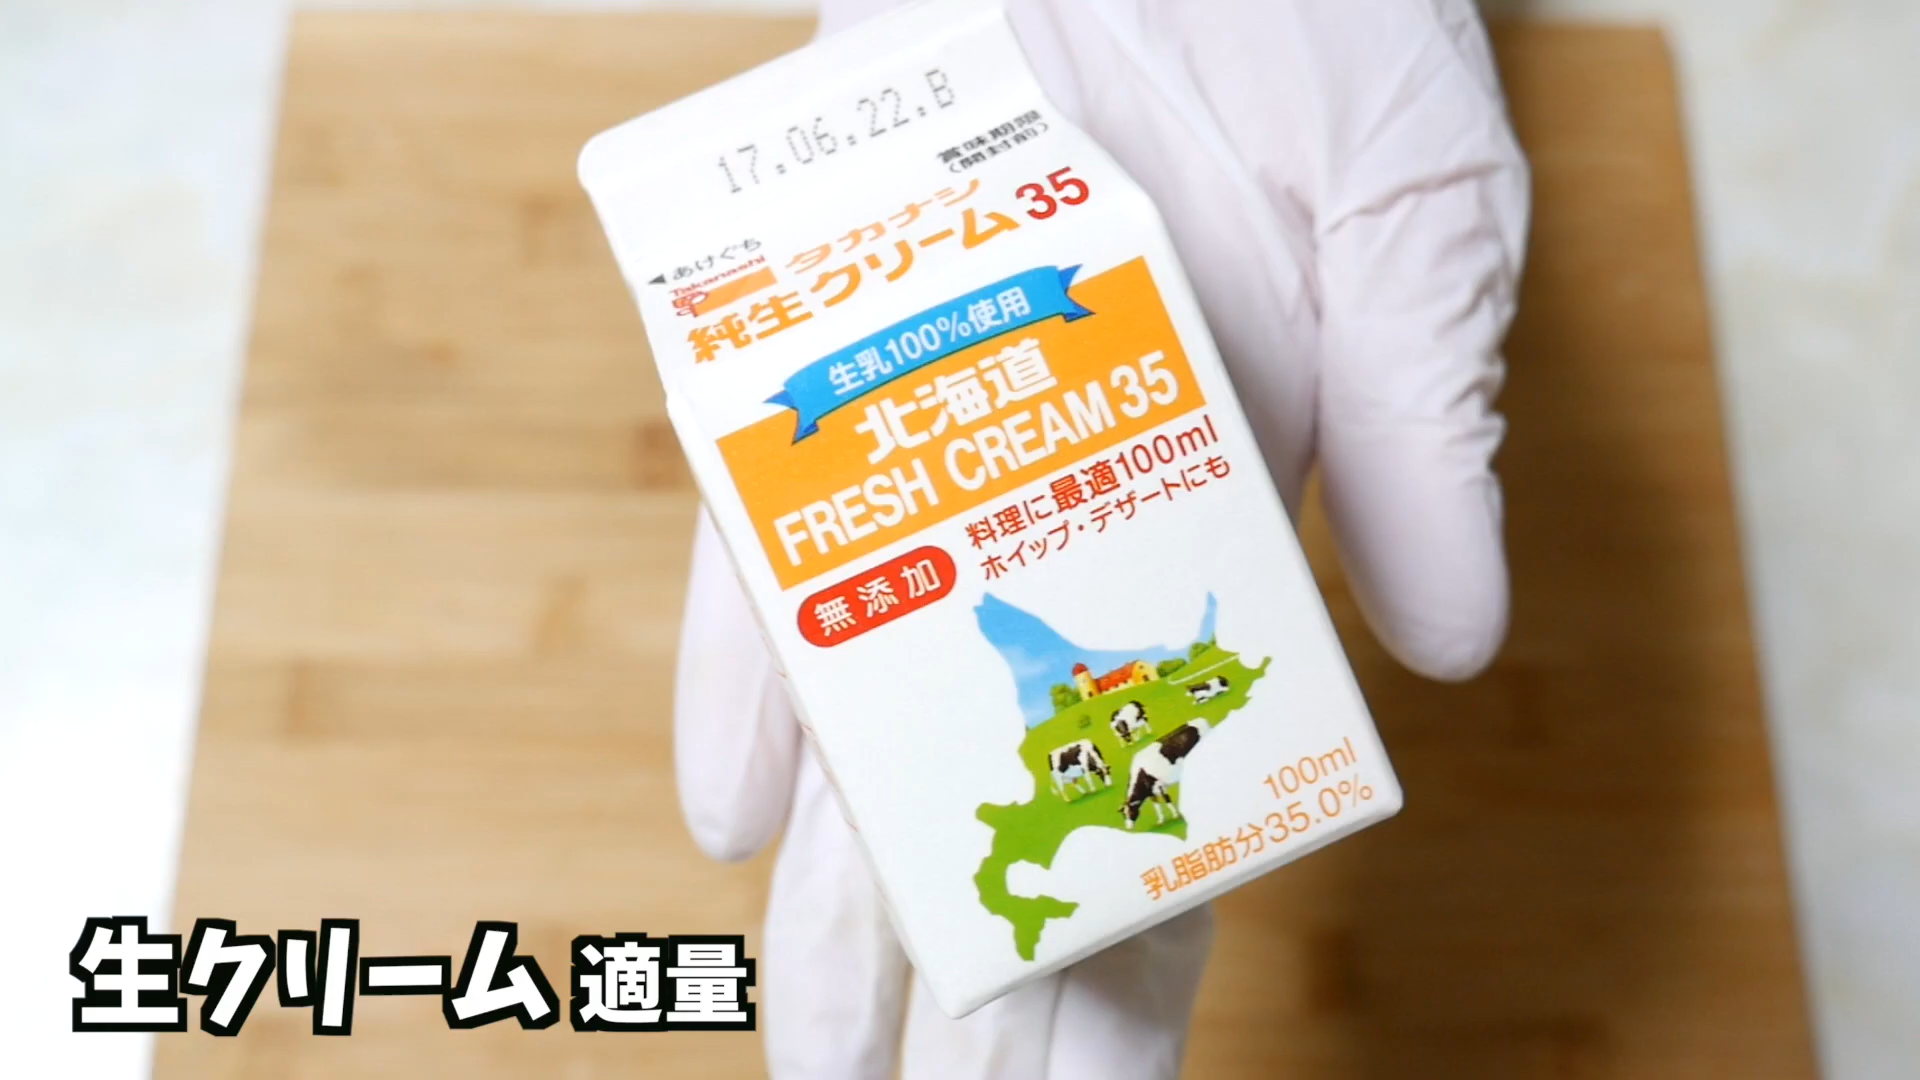 17.06.22.B
賞味期限
(開封前)
◀あけぐち
Takanashi
タカナシ
純生クリーム35
生乳100%使用
北海道
FRESH CREAM 35
料理に最適100ml
ホイップ・デザートにも
無添加
100ml
乳脂肪分35.0%
生クリーム 適量